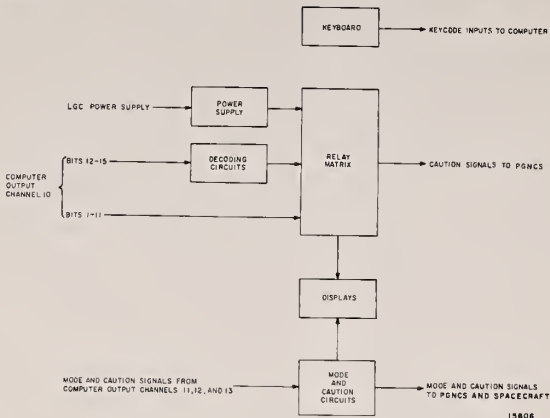 KEYBOARD
KEYCODE INPUTS TO COMPUTER
LGC POWER SUPPLY
POWER
SUPPLY
RELAY
MATRIX
COMPUTER
OUTPUT
CHANNEL 10
BITS 12-15
DECODING
CIRCUITS
CAUTION SIGNALS TO PGNCS
BITS 1-11
DISPLAYS
MODE AND CAUTION SIGNALS FROM
COMPUTER OUTPUT CHANNELS 11, 12, AND 13
MODE
AND
CAUTION
CIRCUITS
MODE AND CAUTION SIGNALS
TO PGNCS AND SPACECRAFT
15806